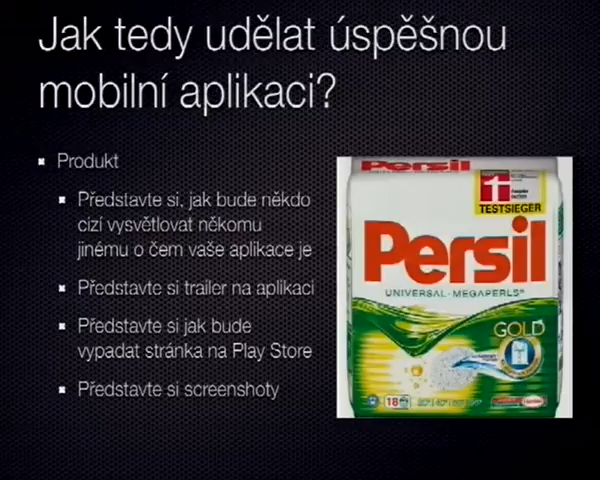 Jak tedy udělat úspěšnou
mobilní aplikaci?
Produkt
Představte si, jak bude někdo
cizí vysvětlovat někomu
jinému o čem vaše aplikace je
Představte si trailer na aplikaci
Představte si jak bude
vypadat stránka na Play Store
Představte si screenshoty
Persil
TESTSIEGER
Persil
UNIVERSAL·MEGAPERLS®
GOLD
18